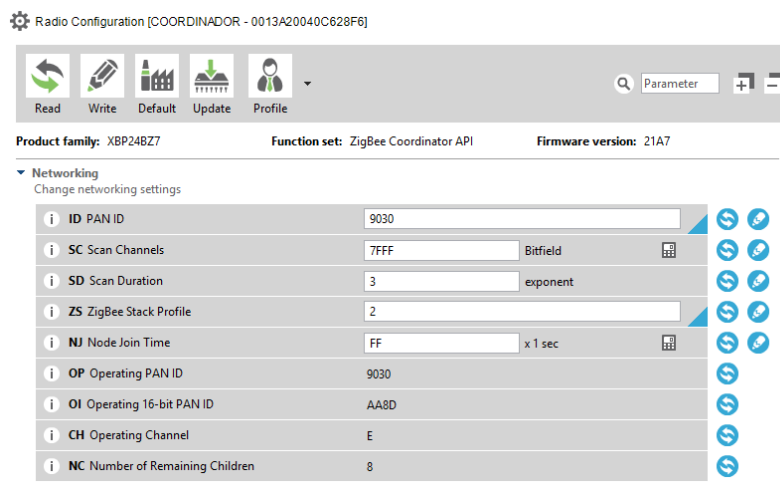 Radio Configuration [COORDINADOR - 0013A20040C628F6]
Read Write Default Update Profile Parameter
Product family: XBP24BZ7 Function set: ZigBee Coordinator API Firmware version: 21A7
Networking
Change networking settings
i ID PAN ID 9030
i SC Scan Channels 7FFF Bitfield
i SD Scan Duration 3 exponent
i ZS ZigBee Stack Profile 2
i NJ Node Join Time FF x 1 sec
i OP Operating PAN ID 9030
i OI Operating 16-bit PAN ID AA8D
i CH Operating Channel E
i NC Number of Remaining Children 8